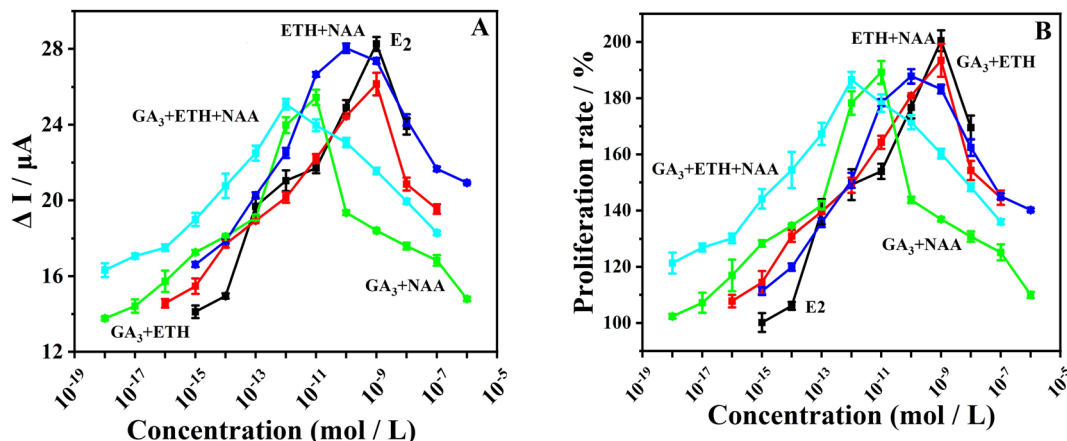 A
28
24
20
16
12
Δ I / μA
ETH+NAA
E2
GA3+ETH+NAA
GA3+NAA
GA3+ETH
10-19
10-17
10-15
10-13
10-11
10-9
10-7
10-5
Concentration (mol / L)
B
200
180
160
140
120
100
Proliferation rate / %
ETH+NAA
GA3+ETH
GA3+ETH+NAA
GA3+NAA
E2
10-19
10-17
10-15
10-13
10-11
10-9
10-7
10-5
Concentration (mol / L)